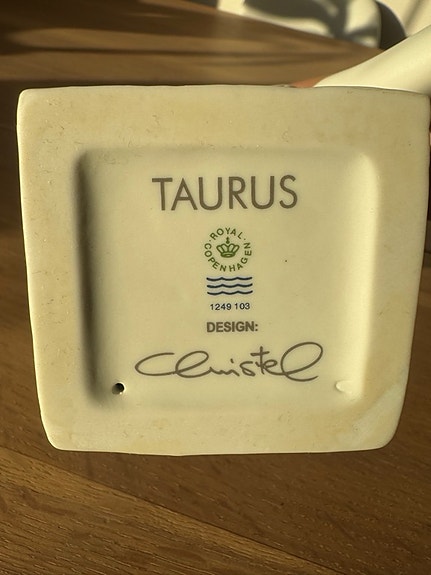 TAURUS
ROYAL
COPENHAGEN
1249 103
DESIGN:
Christel